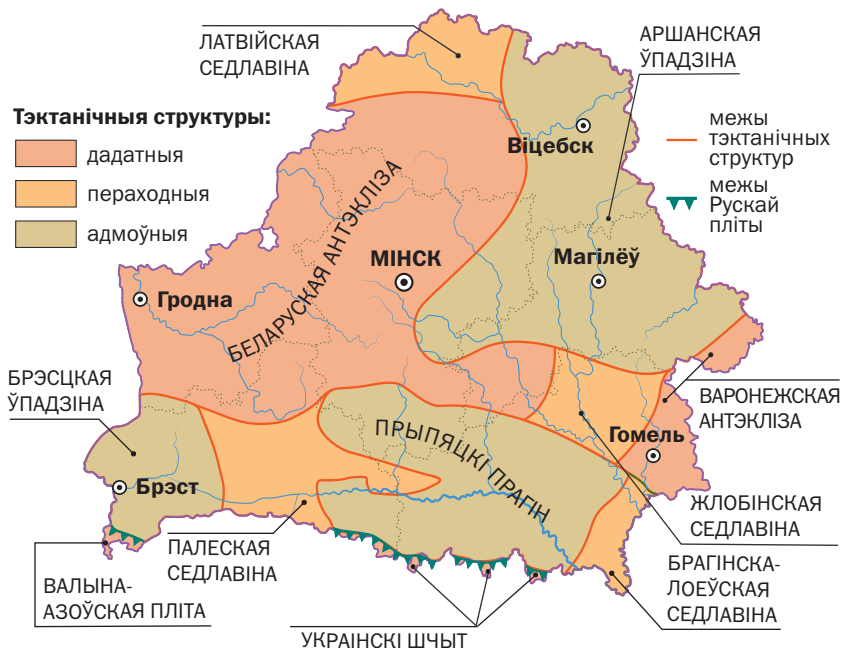 ЛАТВІЙСКАЯ
СЕДЛАВІНА
АРШАНСКАЯ
ЎПАДЗІНА
Тэктанічныя структуры:
дадатныя
пераходныя
адмоўныя
межы
тэктанічных
структур
межы
Рускай
пліты
Віцебск
БЕЛАРУСКАЯ АНТЭКЛІЗА
МІНСК
Магілёў
Гродна
БРЭСЦКАЯ
ЎПАДЗІНА
ВАРОНЕЖСКАЯ
АНТЭКЛІЗА
ПРЫПЯЦКІ ПРАГІН
Гомель
Брэст
ЖЛОБІНСКАЯ
СЕДЛАВІНА
ПАЛЕСКАЯ
СЕДЛАВІНА
БРАГІНСКА-
ЛОЕЎСКАЯ
СЕДЛАВІНА
ВАЛЫНА-
АЗОЎСКАЯ ПЛІТА
УКРАІНСКІ ШЧЫТ